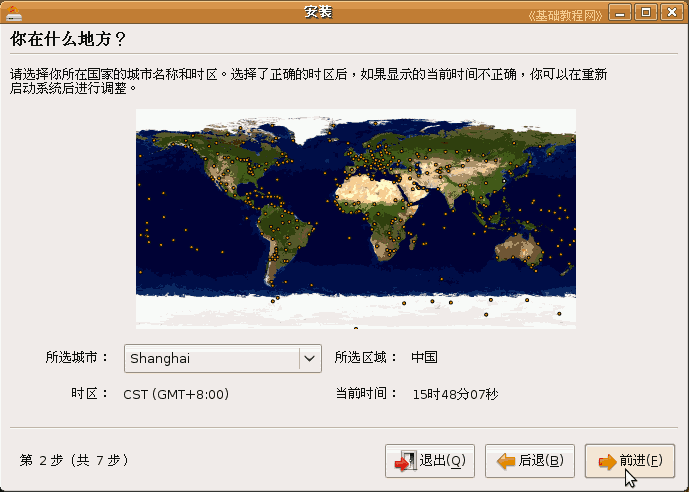 安装
《基础教程网》
你在什么地方？
请选择你所在国家的城市名称和时区。选择了正确的时区后，如果显示的当前时间不正确，你可以在重新
启动系统后进行调整。
所选城市： Shanghai 所选区域： 中国
时区： CST (GMT+8:00) 当前时间： 15时48分07秒
第 2 步 (共 7 步) 退出(Q) 后退(B) 前进(F)